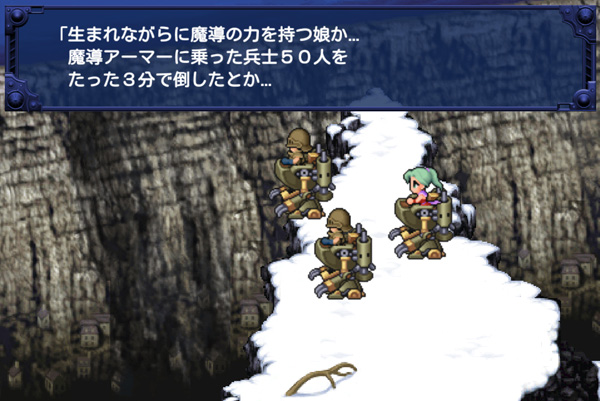 「生まれながらに魔導の力を持つ娘か…
魔導アーマーに乗った兵士５０人を
たった３分で倒したとか…